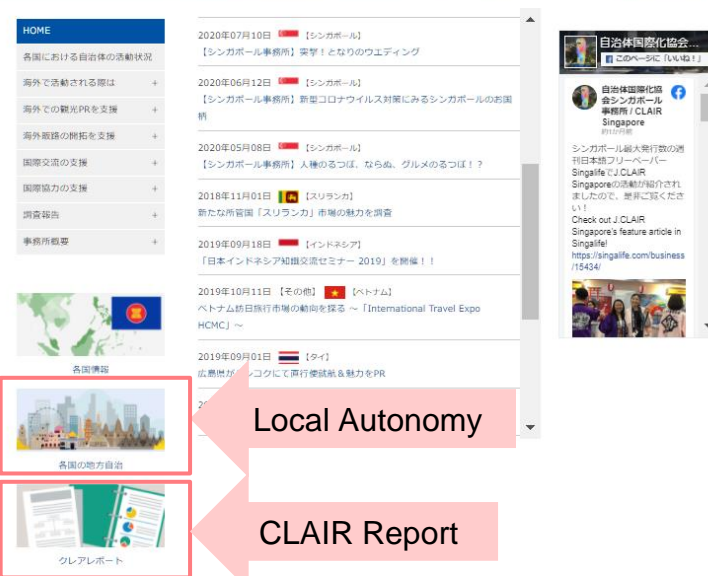 HOME
各国における自治体の活動状況
海外で活動される際は +
海外での観光PRを支援 +
海外販路の開拓を支援 +
国際交流の支援 +
国際協力の支援 +
調査報告 +
事務所概要 +
各国情報
各国の地方自治
クレアレポート
2020年07月10日 【シンガポール】
【シンガポール事務所】突撃！となりのウエディング
2020年06月12日 【シンガポール】
【シンガポール事務所】新型コロナウイルス対策にみるシンガポールのお国
柄
2020年05月08日 【シンガポール】
【シンガポール事務所】人種のるつぼ、ならぬ、グルメのるつぼ！？
2018年11月01日 【スリランカ】
新たな所管国「スリランカ」市場の魅力を調査
2019年09月18日 【インドネシア】
「日本インドネシア知識交流セミナー 2019」を開催！！
2019年10月11日 【その他】 【ベトナム】
ベトナム訪日旅行市場の動向を探る ～「International Travel Expo
HCMC」～
2019年09月01日 【タイ】
広島県がバンコクにて直行便就航＆魅力をPR
Local Autonomy
CLAIR Report
自治体国際化協会...
このページに「いいね！」
自治体国際化協
会シンガポール
事務所 / CLAIR
Singapore
約1か月前
シンガポール最大発行数の週
刊日本語フリーペーパー
SingalifeでJ.CLAIR
Singaporeの活動が紹介され
ましたので、是非ご覧くださ
い！
Check out J.CLAIR
Singapore's feature article in
Singalife!
https://singalife.com/business
/15434/